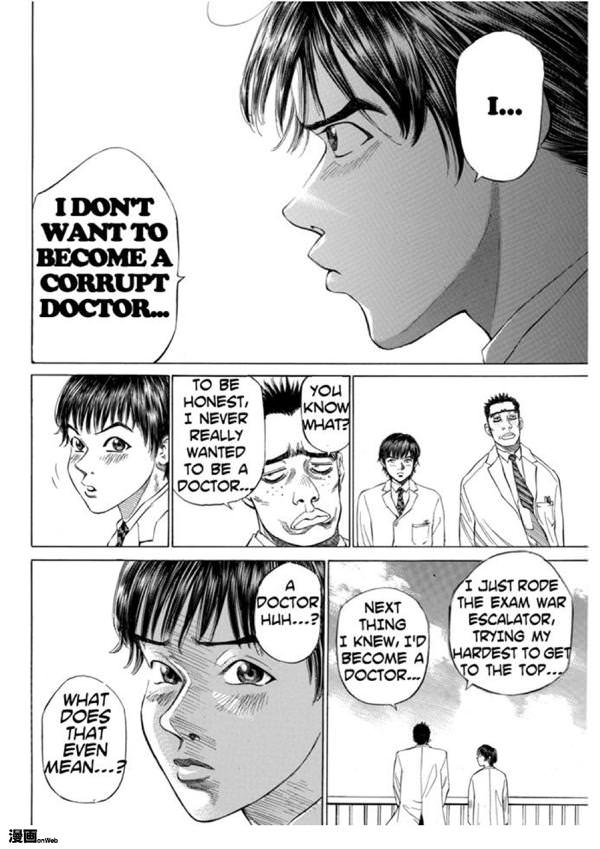 I...
I DON'T
WANT TO
BECOME A
CORRUPT
DOCTOR...
YOU
KNOW
WHAT?
TO BE
HONEST,
I NEVER
REALLY
WANTED
TO BE A
DOCTOR...
I JUST RODE
THE EXAM WAR
ESCALATOR,
TRYING MY
HARDEST TO GET
TO THE TOP...
NEXT
THING
I KNEW, I'D
BECOME A
DOCTOR...
A
DOCTOR
HUH...?
WHAT
DOES
THAT
EVEN
MEAN...?
漫画onWeb